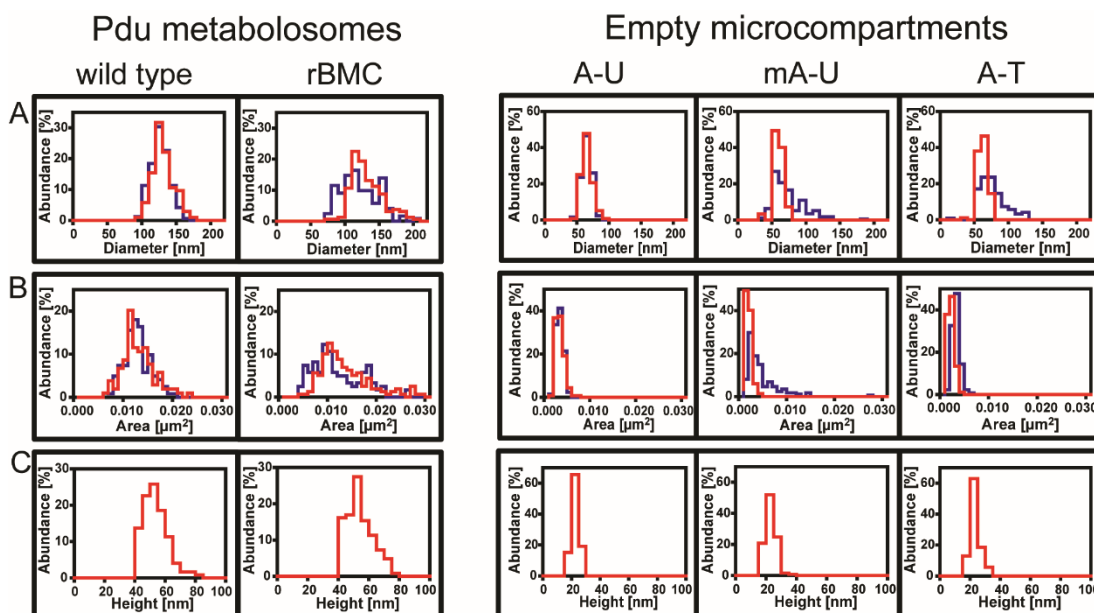 Pdu metabolosomes Empty microcompartments
wild type rBMC A-U mA-U A-T
A
Abundance [%] 30 20 10 0
0 50 100 150 200
Diameter [nm]
Abundance [%] 30 20 10 0
0 50 100 150 200
Diameter [nm]
Abundance [%] 60 40 20 0
0 50 100 150 200
Diameter [nm]
Abundance [%] 60 40 20 0
0 50 100 150 200
Diameter [nm]
Abundance [%] 60 40 20 0
0 50 100 150 200
Diameter [nm]
B
Abundance [%] 20 10 0
0.000 0.010 0.020 0.030
Area [µm²]
Abundance [%] 20 10 0
0.000 0.010 0.020 0.030
Area [µm²]
Abundance [%] 40 20 0
0.000 0.010 0.020 0.030
Area [µm²]
Abundance [%] 40 20 0
0.000 0.010 0.020 0.030
Area [µm²]
Abundance [%] 40 20 0
0.000 0.010 0.020 0.030
Area [µm²]
C
Abundance [%] 30 20 10 0
0 20 40 60 80 100
Height [nm]
Abundance [%] 30 20 10 0
0 20 40 60 80 100
Height [nm]
Abundance [%] 60 40 20 0
0 20 40 60 80 100
Height [nm]
Abundance [%] 60 40 20 0
0 20 40 60 80 100
Height [nm]
Abundance [%] 60 40 20 0
0 20 40 60 80 100
Height [nm]